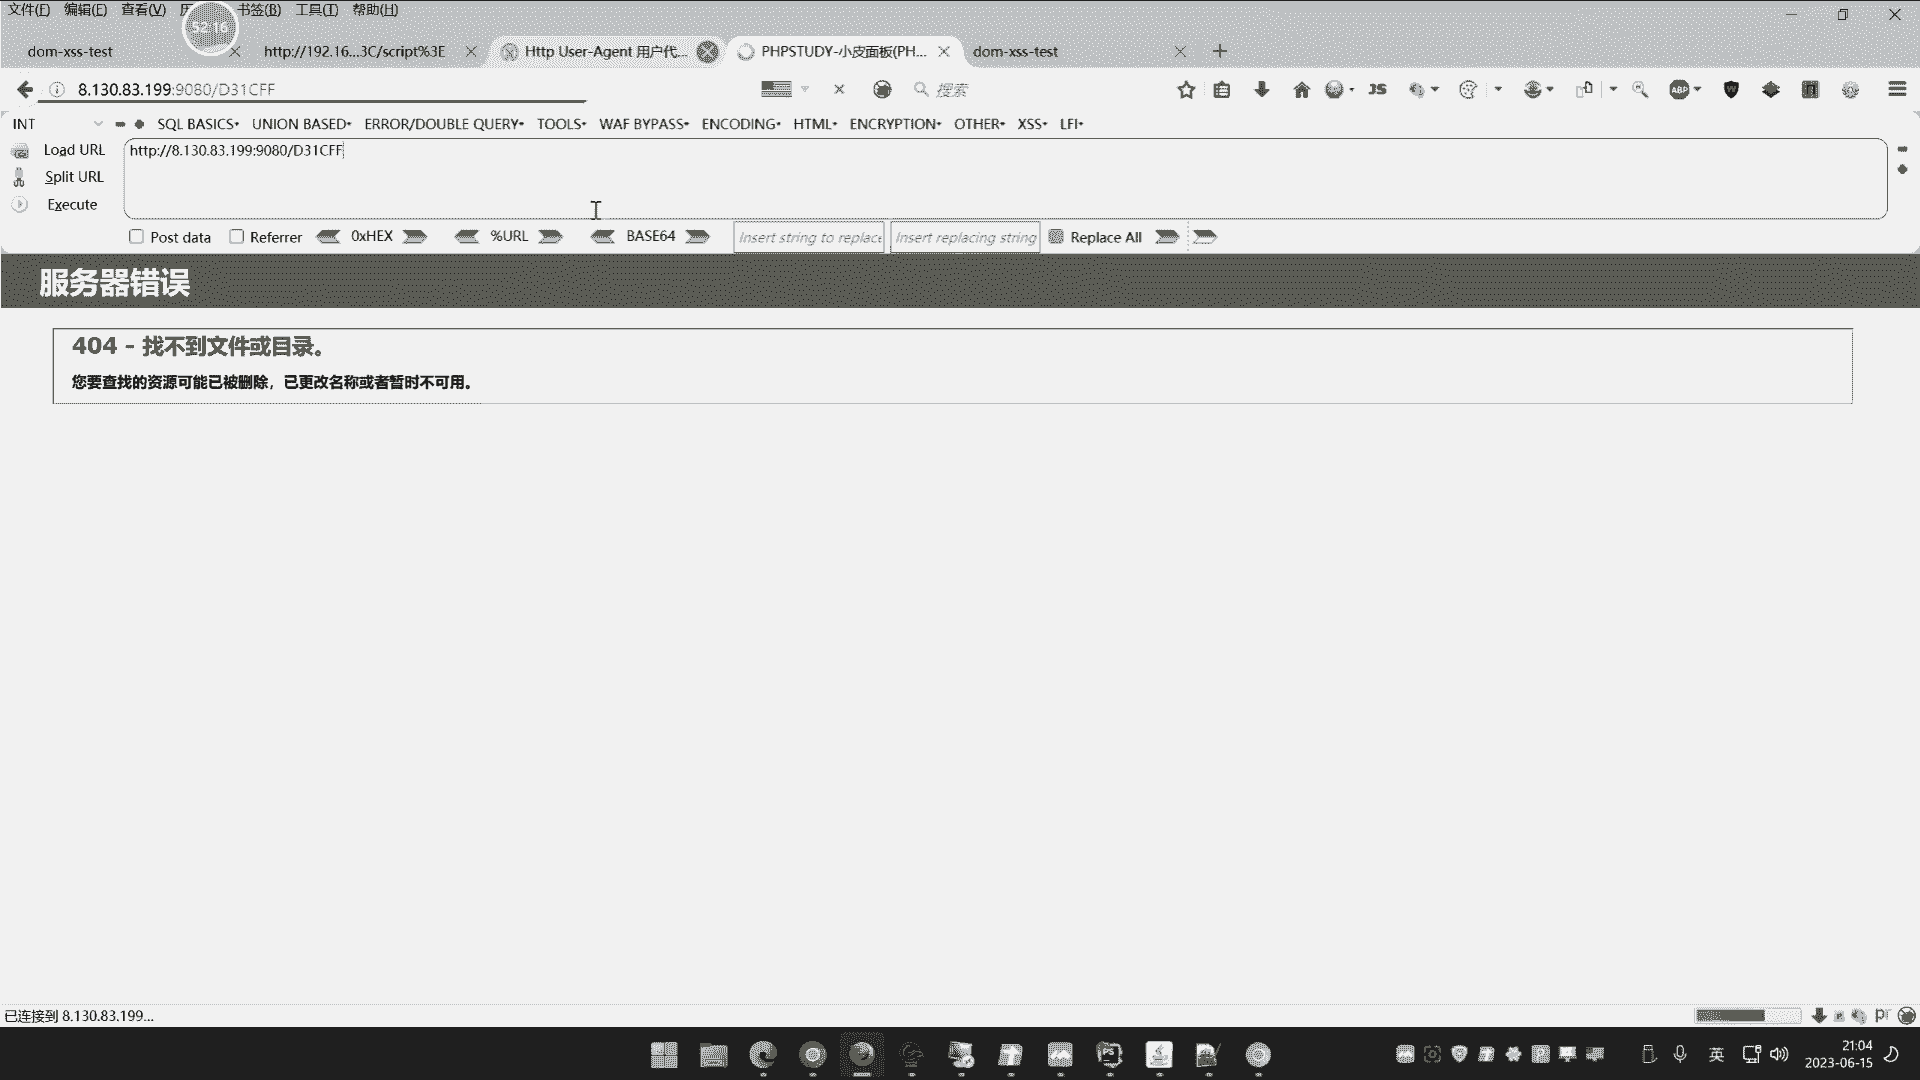 文件(F) 编辑(E) 查看(V) 历 书签(B) 工具(T) 帮助(H)
52:16
dom-xss-test
http://192.16...3C/script%3E
Http User-Agent 用户代...
PHPSTUDY-小皮面板(PH...
dom-xss-test
8.130.83.199:9080/D31CFF
搜索
JS
ABP
INT
SQL BASICS
UNION BASED
ERROR/DOUBLE QUERY
TOOLS
WAF BYPASS
ENCODING
HTML
ENCRYPTION
OTHER
XSS
LFI
Load URL
http://8.130.83.199:9080/D31CFF
Split URL
Execute
Post data
Referrer
0xHEX
%URL
BASE64
Insert string to replace
Insert replacing string
Replace All
服务器错误
404 - 找不到文件或目录。
您要查找的资源可能已被删除，已更改名称或者暂时不可用。
已连接到 8.130.83.199...
英
21:04
2023-06-15